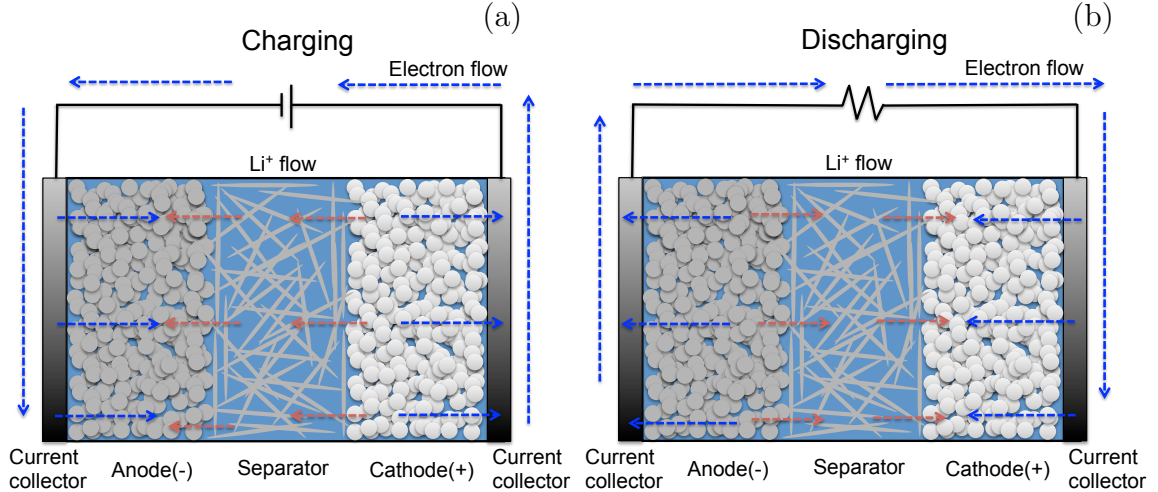 (a)
Charging
Electron flow
Li⁺ flow
Current
collector
Anode(-)
Separator
Cathode(+)
Current
collector
(b)
Discharging
Electron flow
Li⁺ flow
Current
collector
Anode(-)
Separator
Cathode(+)
Current
collector